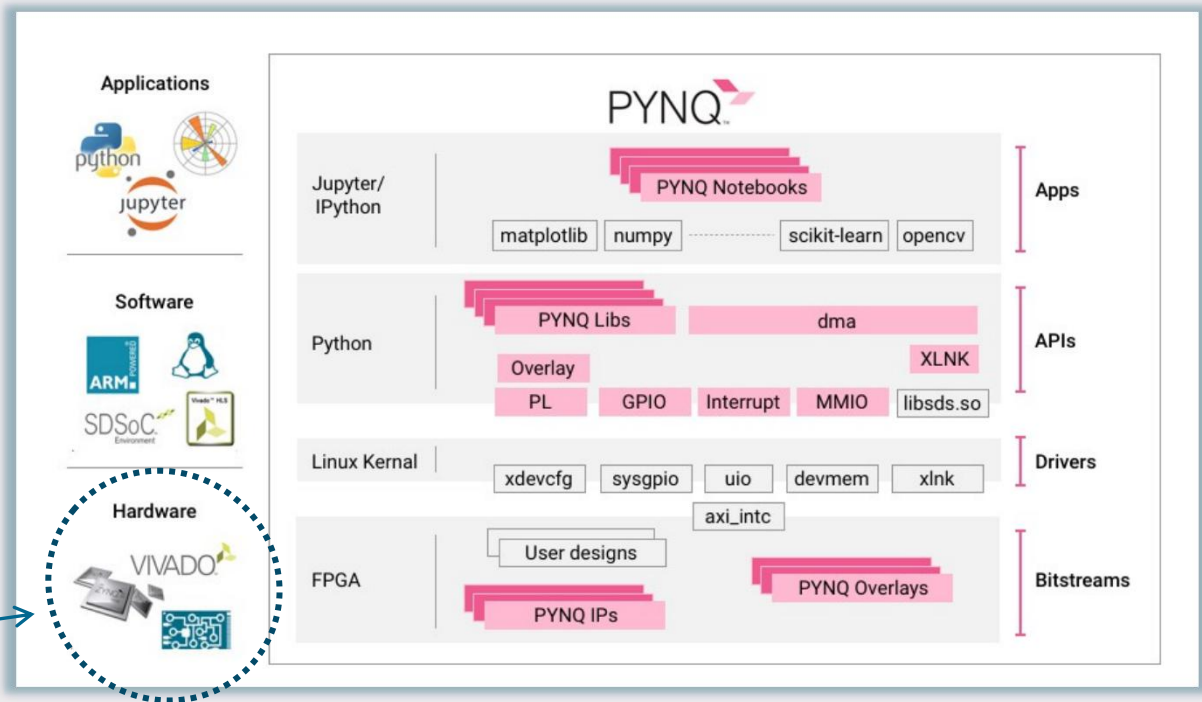 Applications
python
jupyter
Software
ARM POWERED
SDSoC
Environment
Vivado™ HLS
Hardware
VIVADO
PYNQ™
Jupyter/
IPython
PYNQ Notebooks
matplotlib numpy scikit-learn opencv
Apps
Python
PYNQ Libs dma
Overlay XLNK
PL GPIO Interrupt MMIO libsds.so
APIs
Linux Kernal
xdevcfg sysgpio uio devmem xlnk
axi_intc
Drivers
FPGA
User designs
PYNQ Overlays
PYNQ IPs
Bitstreams